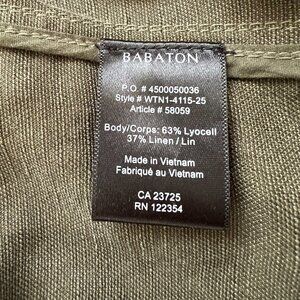 BABATON
P.O. # 4500050036
Style # WTN1-4115-25
Article # 58059
Body/Corps: 63% Lyocell
37% Linen / Lin
Made in Vietnam
Fabriqué au Vietnam
CA 23725
RN 122354